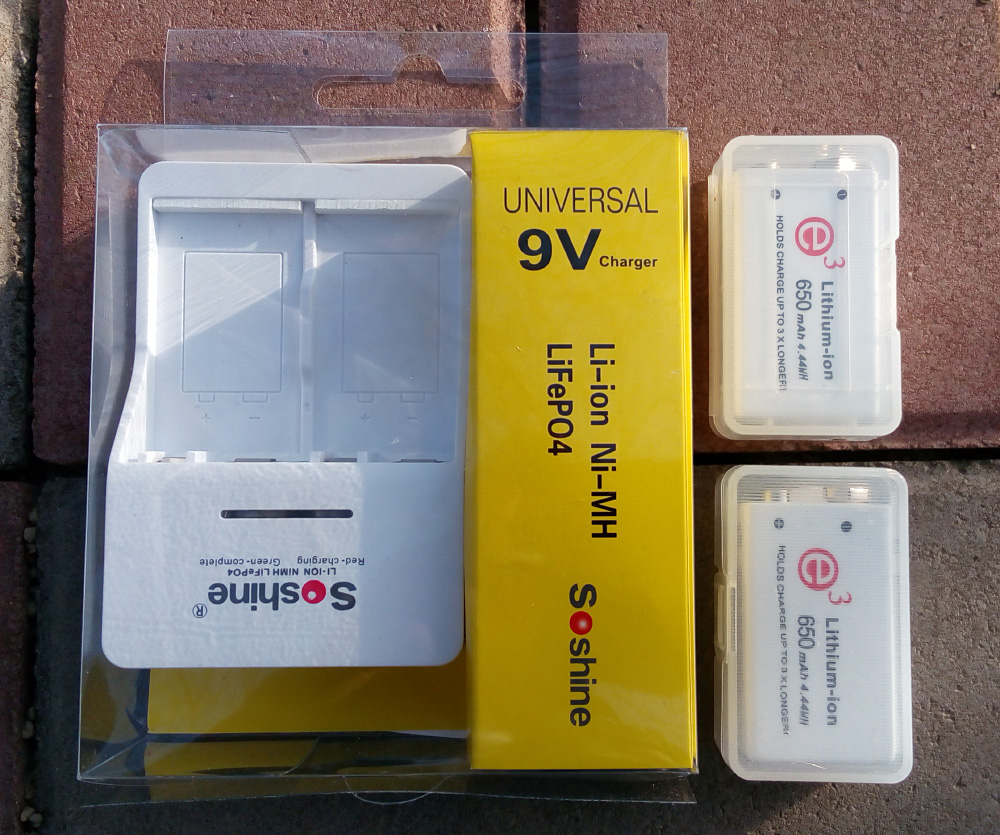 UNIVERSAL
9V Charger
Li-ion Ni-MH
LiFePO4
Soshine
Soshine®
LI-ION NiMH LiFePO4
Red-charging Green-complete
+ -
+ -
e3 Lithium-ion
650 mAh 4.44WH
HOLDS CHARGE UP TO 3 X LONGER!
e3 Lithium-ion
650 mAh 4.44WH
HOLDS CHARGE UP TO 3 X LONGER!